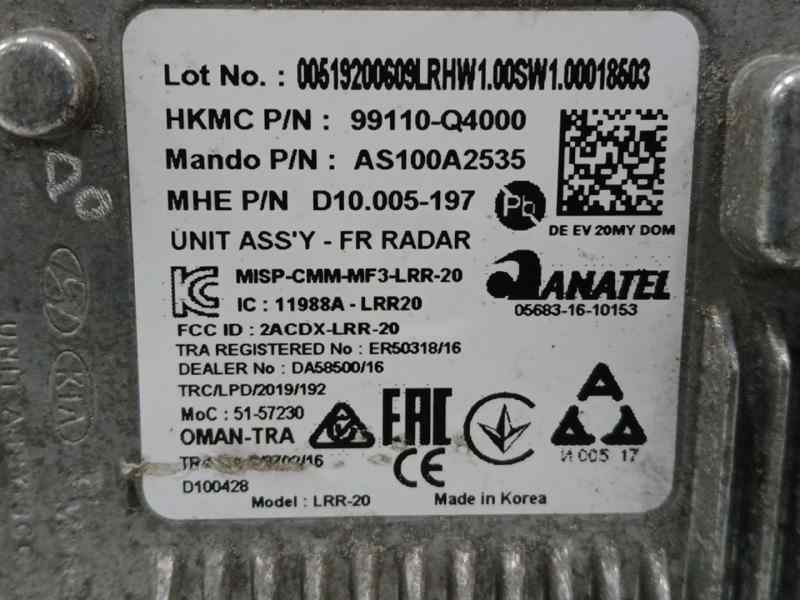 Lot No. : 00519200609LRHW1.00SW1.00018503
HKMC P/N : 99110-Q4000
Mando P/N : AS100A2535
MHE P/N D10.005-197
Pb
DE EV 20MY DOM
UNIT ASS'Y - FR RADAR
MISP-CMM-MF3-LRR-20
IC : 11988A - LRR20
ANATEL
05683-16-10153
FCC ID : 2ACDX-LRR-20
TRA REGISTERED No : ER50318/16
DEALER No : DA58500/16
TRC/LPD/2019/192
MoC : 51-57230
OMAN-TRA
EAC
И 005 17
CE
D100428
Model : LRR-20
Made in Korea
KIA